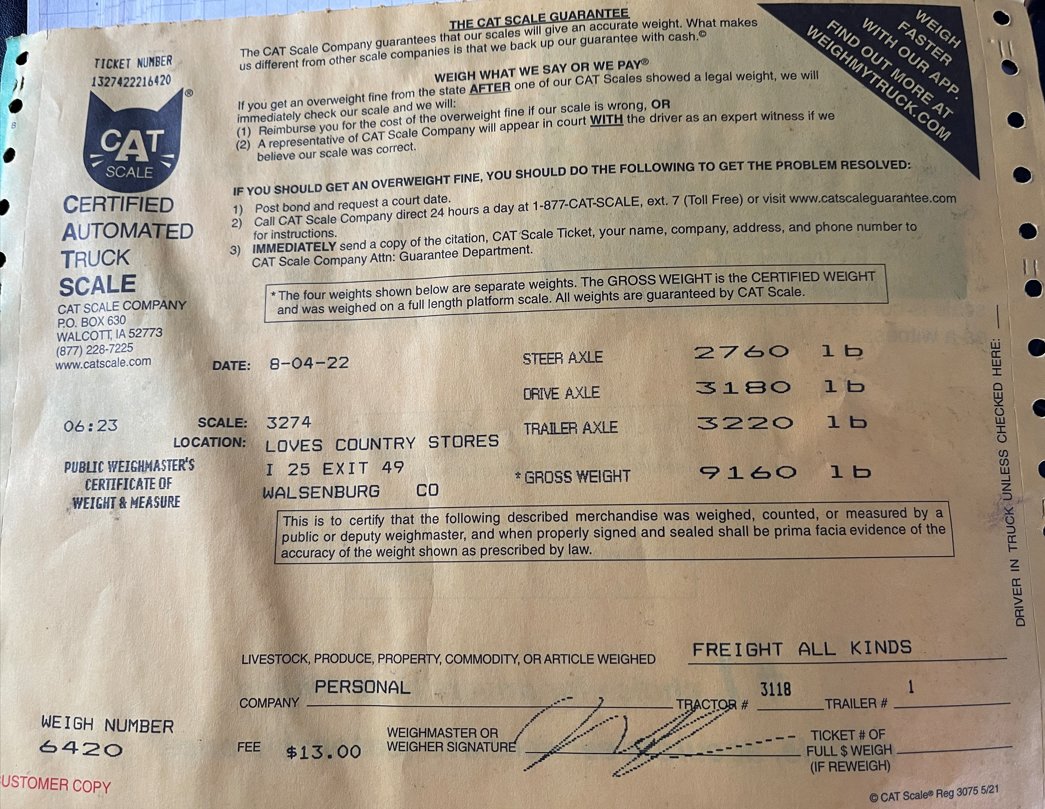 TICKET NUMBER
1327422216420
CAT
SCALE
®
CERTIFIED
AUTOMATED
TRUCK
SCALE
CAT SCALE COMPANY
P.O. BOX 630
WALCOTT, IA 52773
(877) 228-7225
www.catscale.com
THE CAT SCALE GUARANTEE
The CAT Scale Company guarantees that our scales will give an accurate weight. What makes
us different from other scale companies is that we back up our guarantee with cash.©
WEIGH WHAT WE SAY OR WE PAY®
If you get an overweight fine from the state AFTER one of our CAT Scales showed a legal weight, we will
immediately check our scale and we will:
(1) Reimburse you for the cost of the overweight fine if our scale is wrong, OR
(2) A representative of CAT Scale Company will appear in court WITH the driver as an expert witness if we
believe our scale was correct.
IF YOU SHOULD GET AN OVERWEIGHT FINE, YOU SHOULD DO THE FOLLOWING TO GET THE PROBLEM RESOLVED:
1) Post bond and request a court date.
2) Call CAT Scale Company direct 24 hours a day at 1-877-CAT-SCALE, ext. 7 (Toll Free) or visit www.catscaleguarantee.com
for instructions.
3) IMMEDIATELY send a copy of the citation, CAT Scale Ticket, your name, company, address, and phone number to
CAT Scale Company Attn: Guarantee Department.
WEIGH
FASTER
WITH OUR APP.
FIND OUT MORE AT
WEIGHMYTRUCK.COM
* The four weights shown below are separate weights. The GROSS WEIGHT is the CERTIFIED WEIGHT
and was weighed on a full length platform scale. All weights are guaranteed by CAT Scale.
DATE: 8-04-22
STEER AXLE 2760 lb
DRIVE AXLE 3180 lb
06:23
SCALE: 3274
TRAILER AXLE 3220 lb
LOCATION: LOVES COUNTRY STORES
I 25 EXIT 49
WALSENBURG CO
* GROSS WEIGHT 9160 lb
PUBLIC WEIGHMASTER'S
CERTIFICATE OF
WEIGHT & MEASURE
This is to certify that the following described merchandise was weighed, counted, or measured by a
public or deputy weighmaster, and when properly signed and sealed shall be prima facia evidence of the
accuracy of the weight shown as prescribed by law.
DRIVER IN TRUCK UNLESS CHECKED HERE:
LIVESTOCK, PRODUCE, PROPERTY, COMMODITY, OR ARTICLE WEIGHED FREIGHT ALL KINDS
COMPANY PERSONAL TRACTOR # 3118 TRAILER # 1
WEIGH NUMBER
6420
FEE $13.00
WEIGHMASTER OR
WEIGHER SIGNATURE
TICKET # OF
FULL $ WEIGH
(IF REWEIGH)
USTOMER COPY
© CAT Scale® Reg 3075 5/21